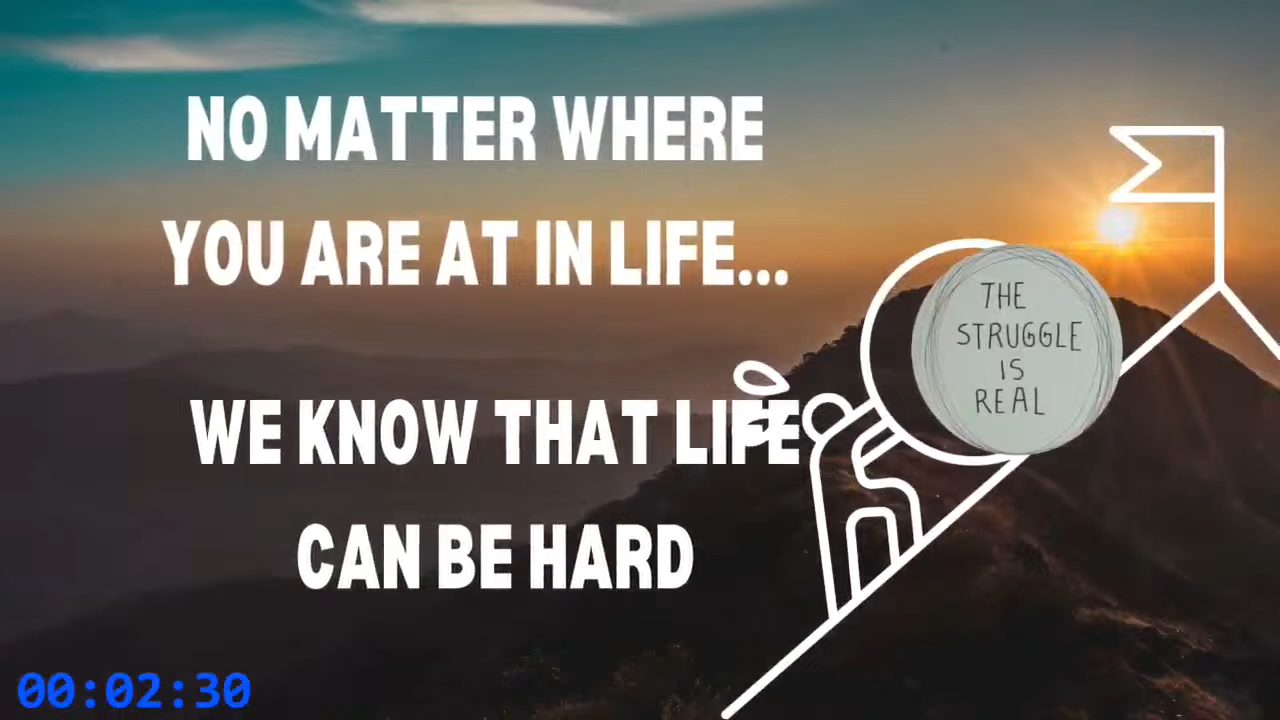 NO MATTER WHERE
YOU ARE AT IN LIFE...
WE KNOW THAT LIFE
CAN BE HARD
THE
STRUGGLE
IS
REAL
00:02:30